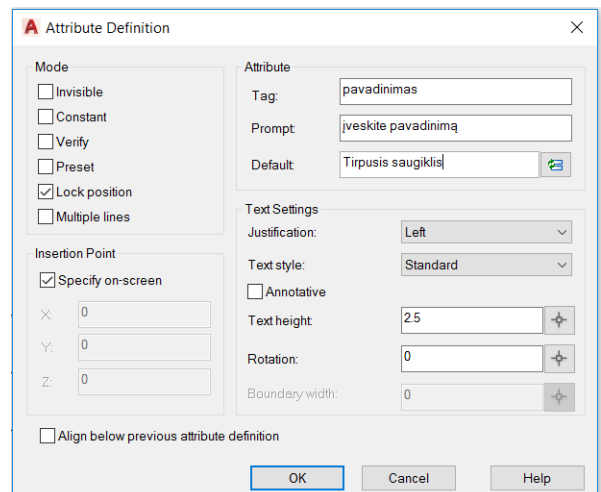 Attribute Definition
Mode
Invisible
Constant
Verify
Preset
Lock position
Multiple lines
Insertion Point
Specify on-screen
X: 0
Y: 0
Z: 0
Attribute
Tag: pavadinimas
Prompt: įveskite pavadinimą
Default: Tirpusis saugiklis
Text Settings
Justification: Left
Text style: Standard
Annotative
Text height: 2.5
Rotation: 0
Boundary width: 0
Align below previous attribute definition
OK Cancel Help